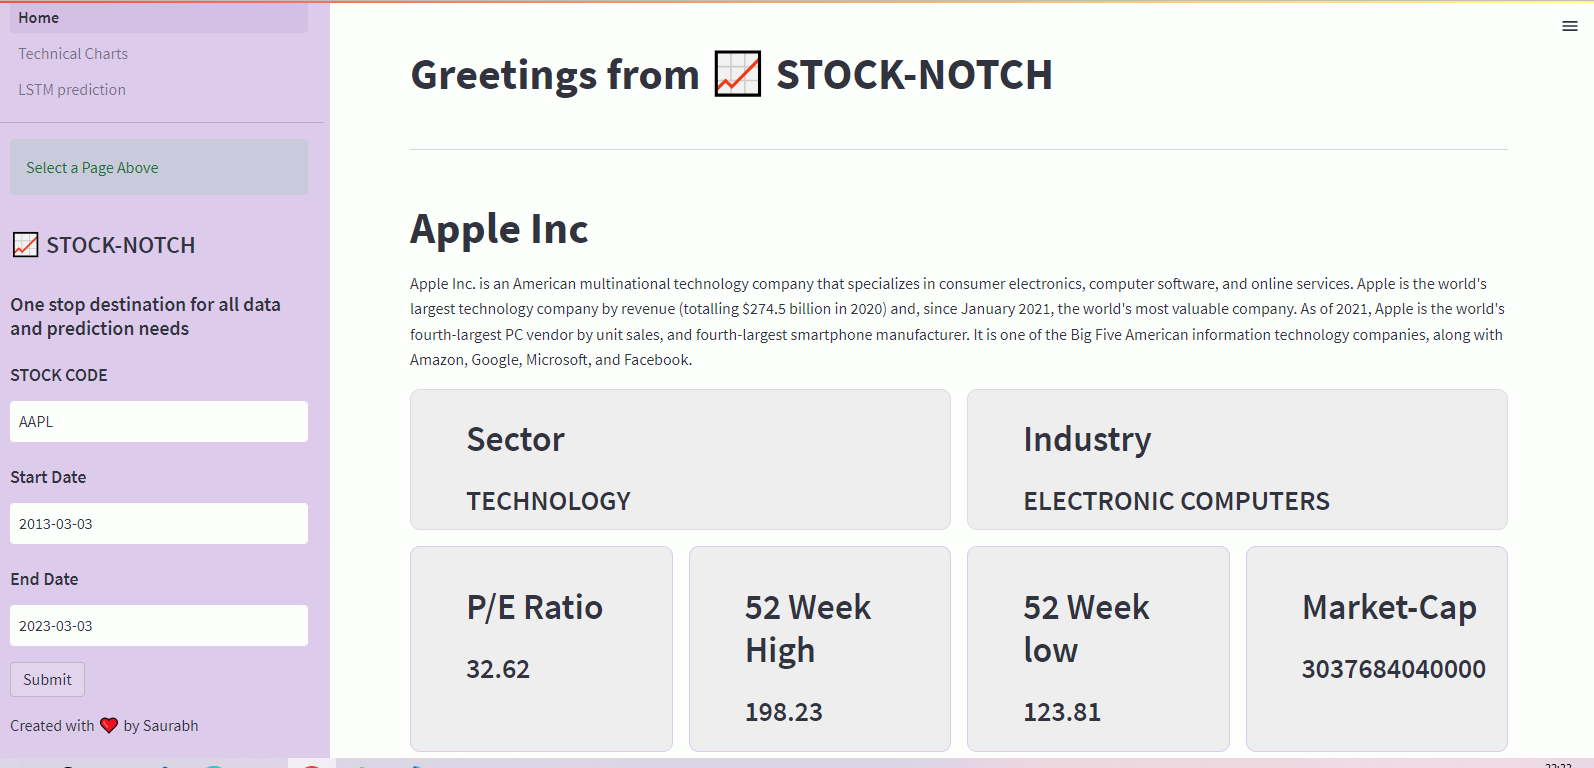 Home
Technical Charts
LSTM prediction
Select a Page Above
STOCK-NOTCH
One stop destination for all data
and prediction needs
STOCK CODE
AAPL
Start Date
2013-03-03
End Date
2023-03-03
Submit
Created with ❤ by Saurabh
Greetings from 📈 STOCK-NOTCH
Apple Inc
Apple Inc. is an American multinational technology company that specializes in consumer electronics, computer software, and online services. Apple is the world's
largest technology company by revenue (totalling $274.5 billion in 2020) and, since January 2021, the world's most valuable company. As of 2021, Apple is the world's
fourth-largest PC vendor by unit sales, and fourth-largest smartphone manufacturer. It is one of the Big Five American information technology companies, along with
Amazon, Google, Microsoft, and Facebook.
Sector
TECHNOLOGY
Industry
ELECTRONIC COMPUTERS
P/E Ratio
32.62
52 Week
High
198.23
52 Week
low
123.81
Market-Cap
3037684040000